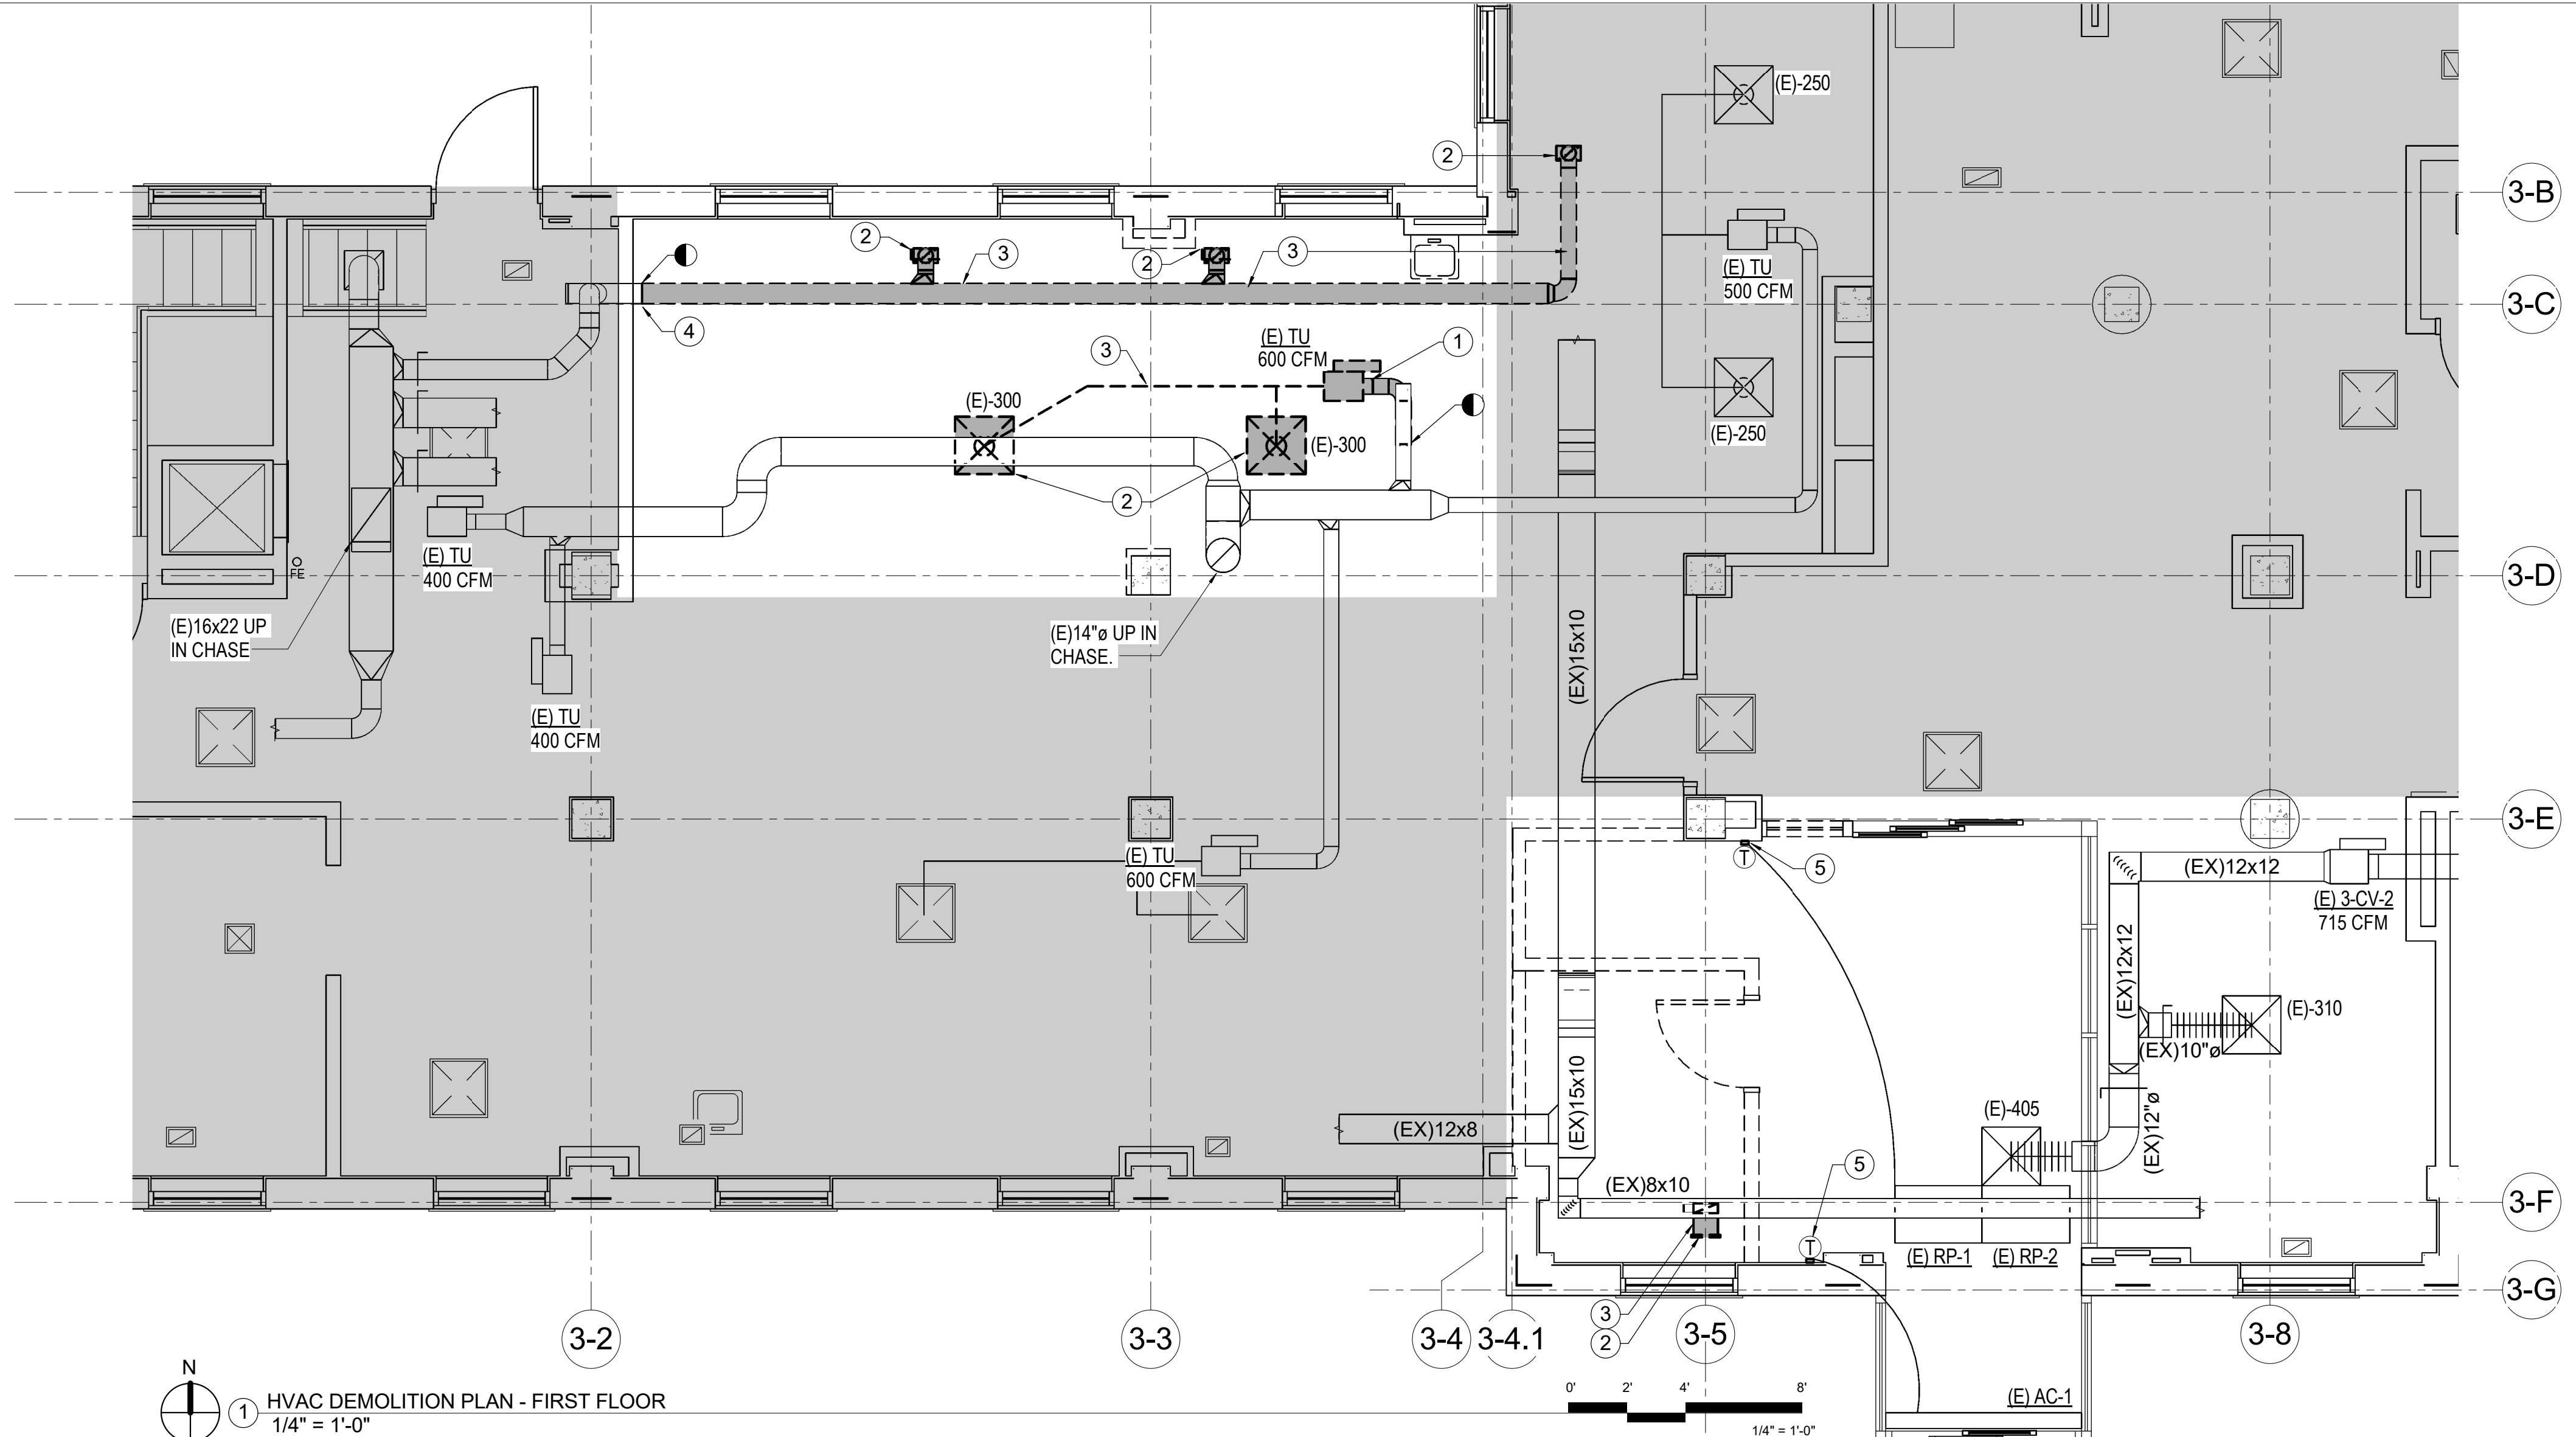 (E)-250
2
3-B
2
3
2
3
(E) TU
500 CFM
4
3-C
(E) TU
600 CFM
1
3
(E)-300
(E)-300
(E)-250
2
(E) TU
400 CFM
O
FE
3-D
(E)16x22 UP
IN CHASE
(E)14"ø UP IN
CHASE.
(EX)15x10
(E) TU
400 CFM
3-E
(E) TU
600 CFM
T
5
(EX)12x12
(E) 3-CV-2
715 CFM
(EX)12x12
(E)-310
(EX)10"ø
(EX)15x10
(EX)12x8
(E)-405
(EX)12"ø
5
(EX)8x10
3-F
T
(E) RP-1
(E) RP-2
3-G
3
2
3-2
3-3
3-4
3-4.1
3-5
3-8
N
1
HVAC DEMOLITION PLAN - FIRST FLOOR
1/4" = 1'-0"
0'
2'
4'
8'
1/4" = 1'-0"
(E) AC-1